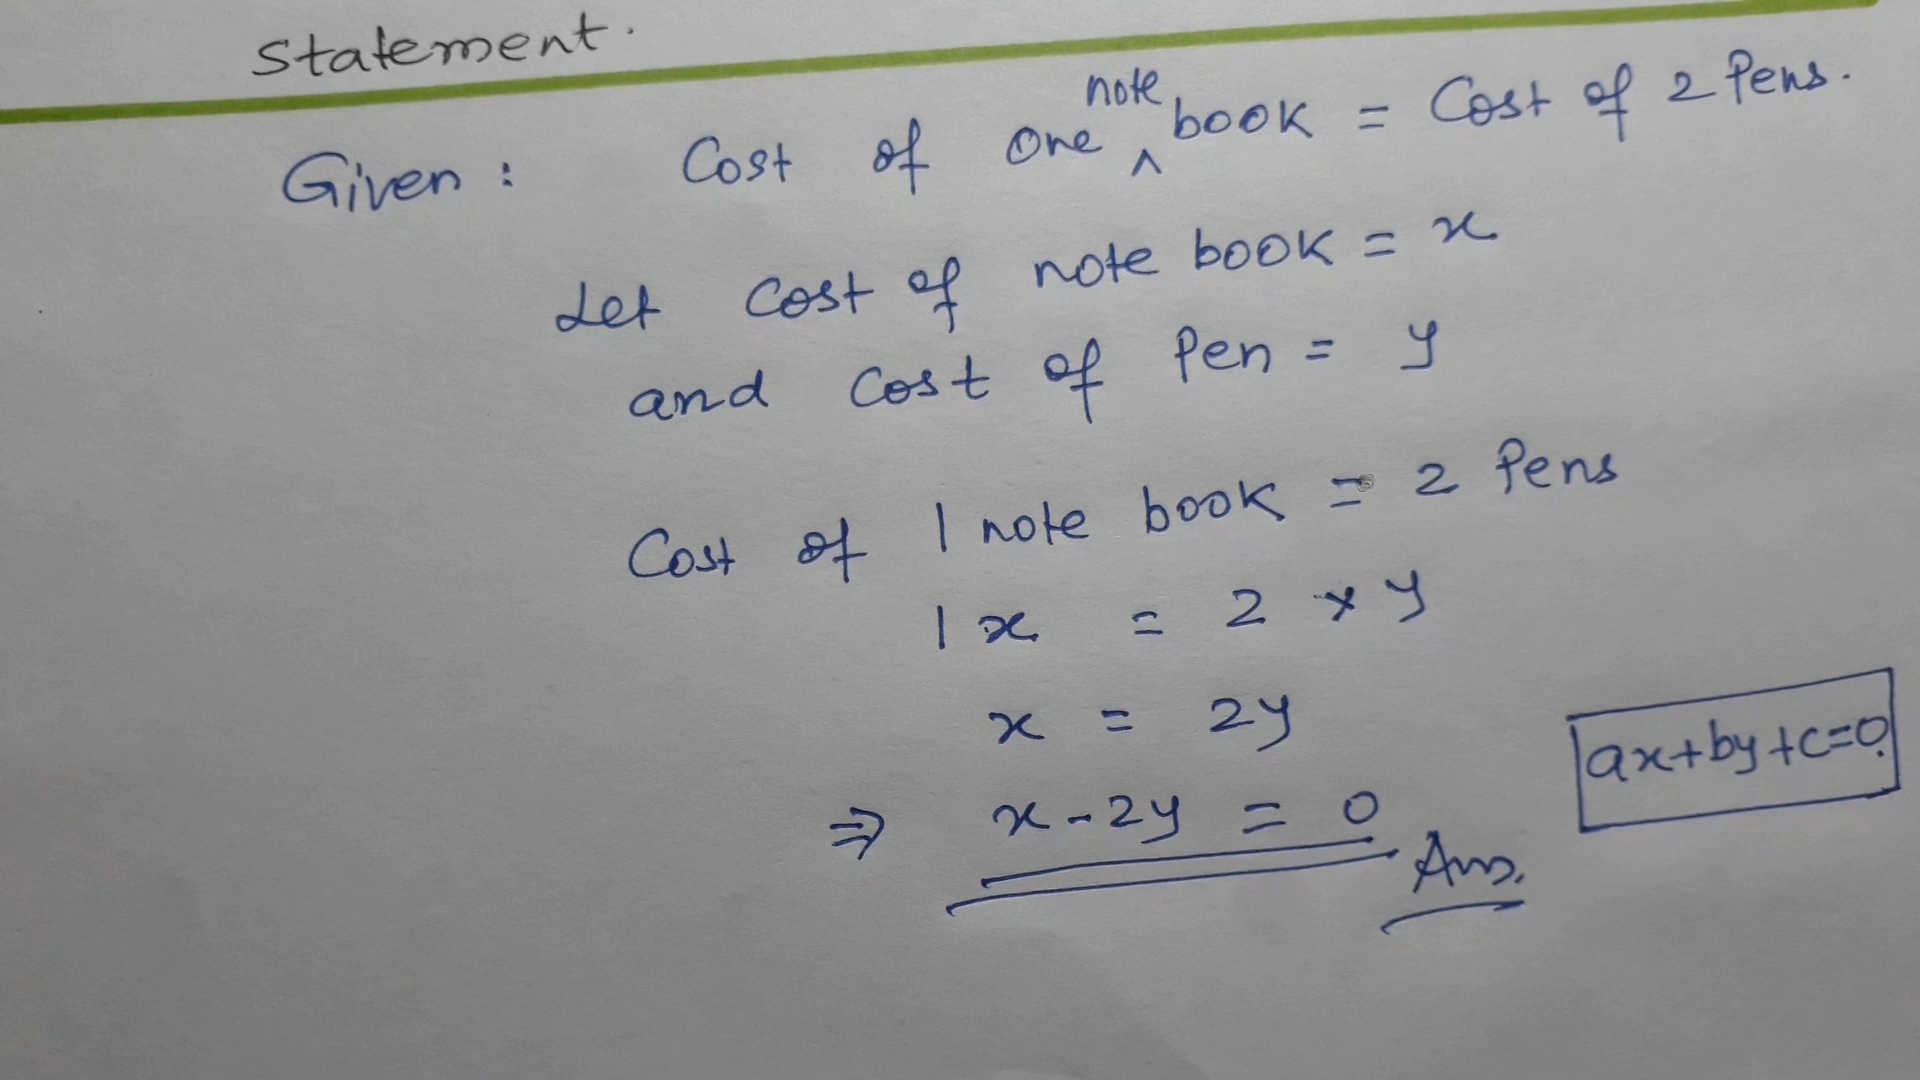 Statement.
Given : Cost of one note book = Cost of 2 Pens.
Let cost of note book = x
and cost of Pen = y
Cost of 1 note book = 2 Pens
1x = 2 × y
x = 2y
⇒ x - 2y = 0 Ans.
ax+by+c=0